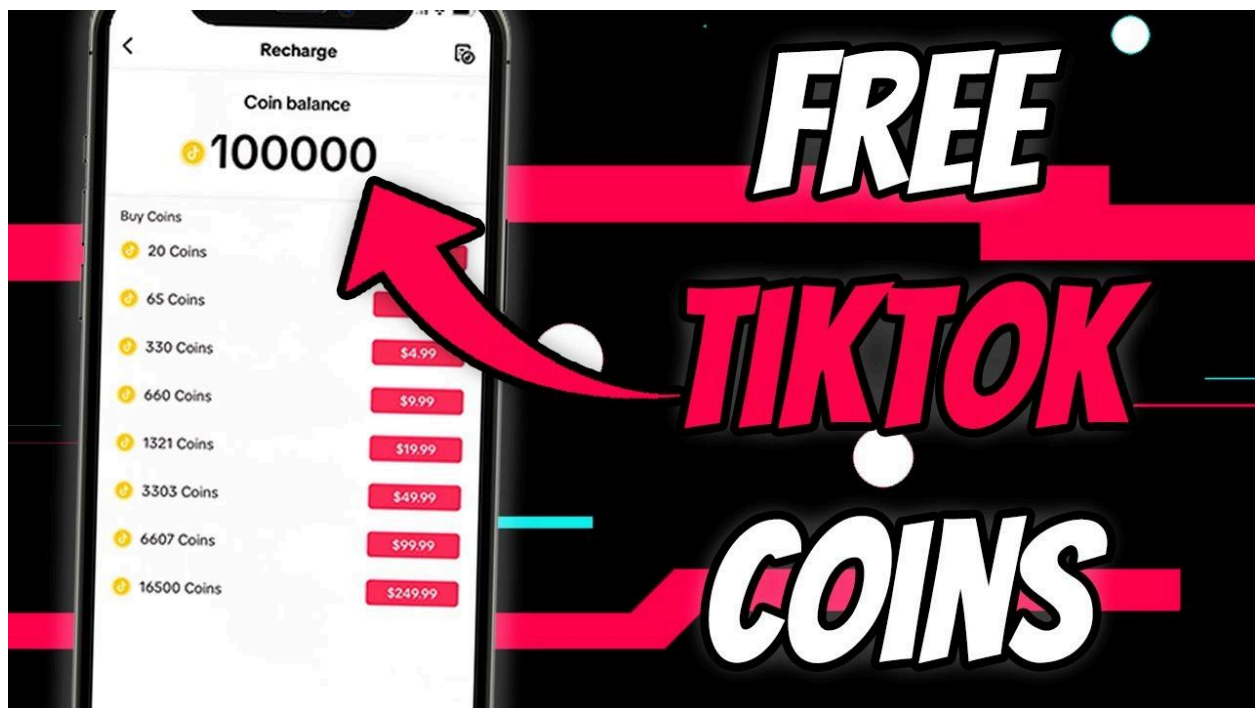 Recharge
Coin balance
100000
Buy Coins
20 Coins
65 Coins
330 Coins $4.99
660 Coins $9.99
1321 Coins $19.99
3303 Coins $49.99
6607 Coins $99.99
16500 Coins $249.99
FREE
TIKTOK
COINS